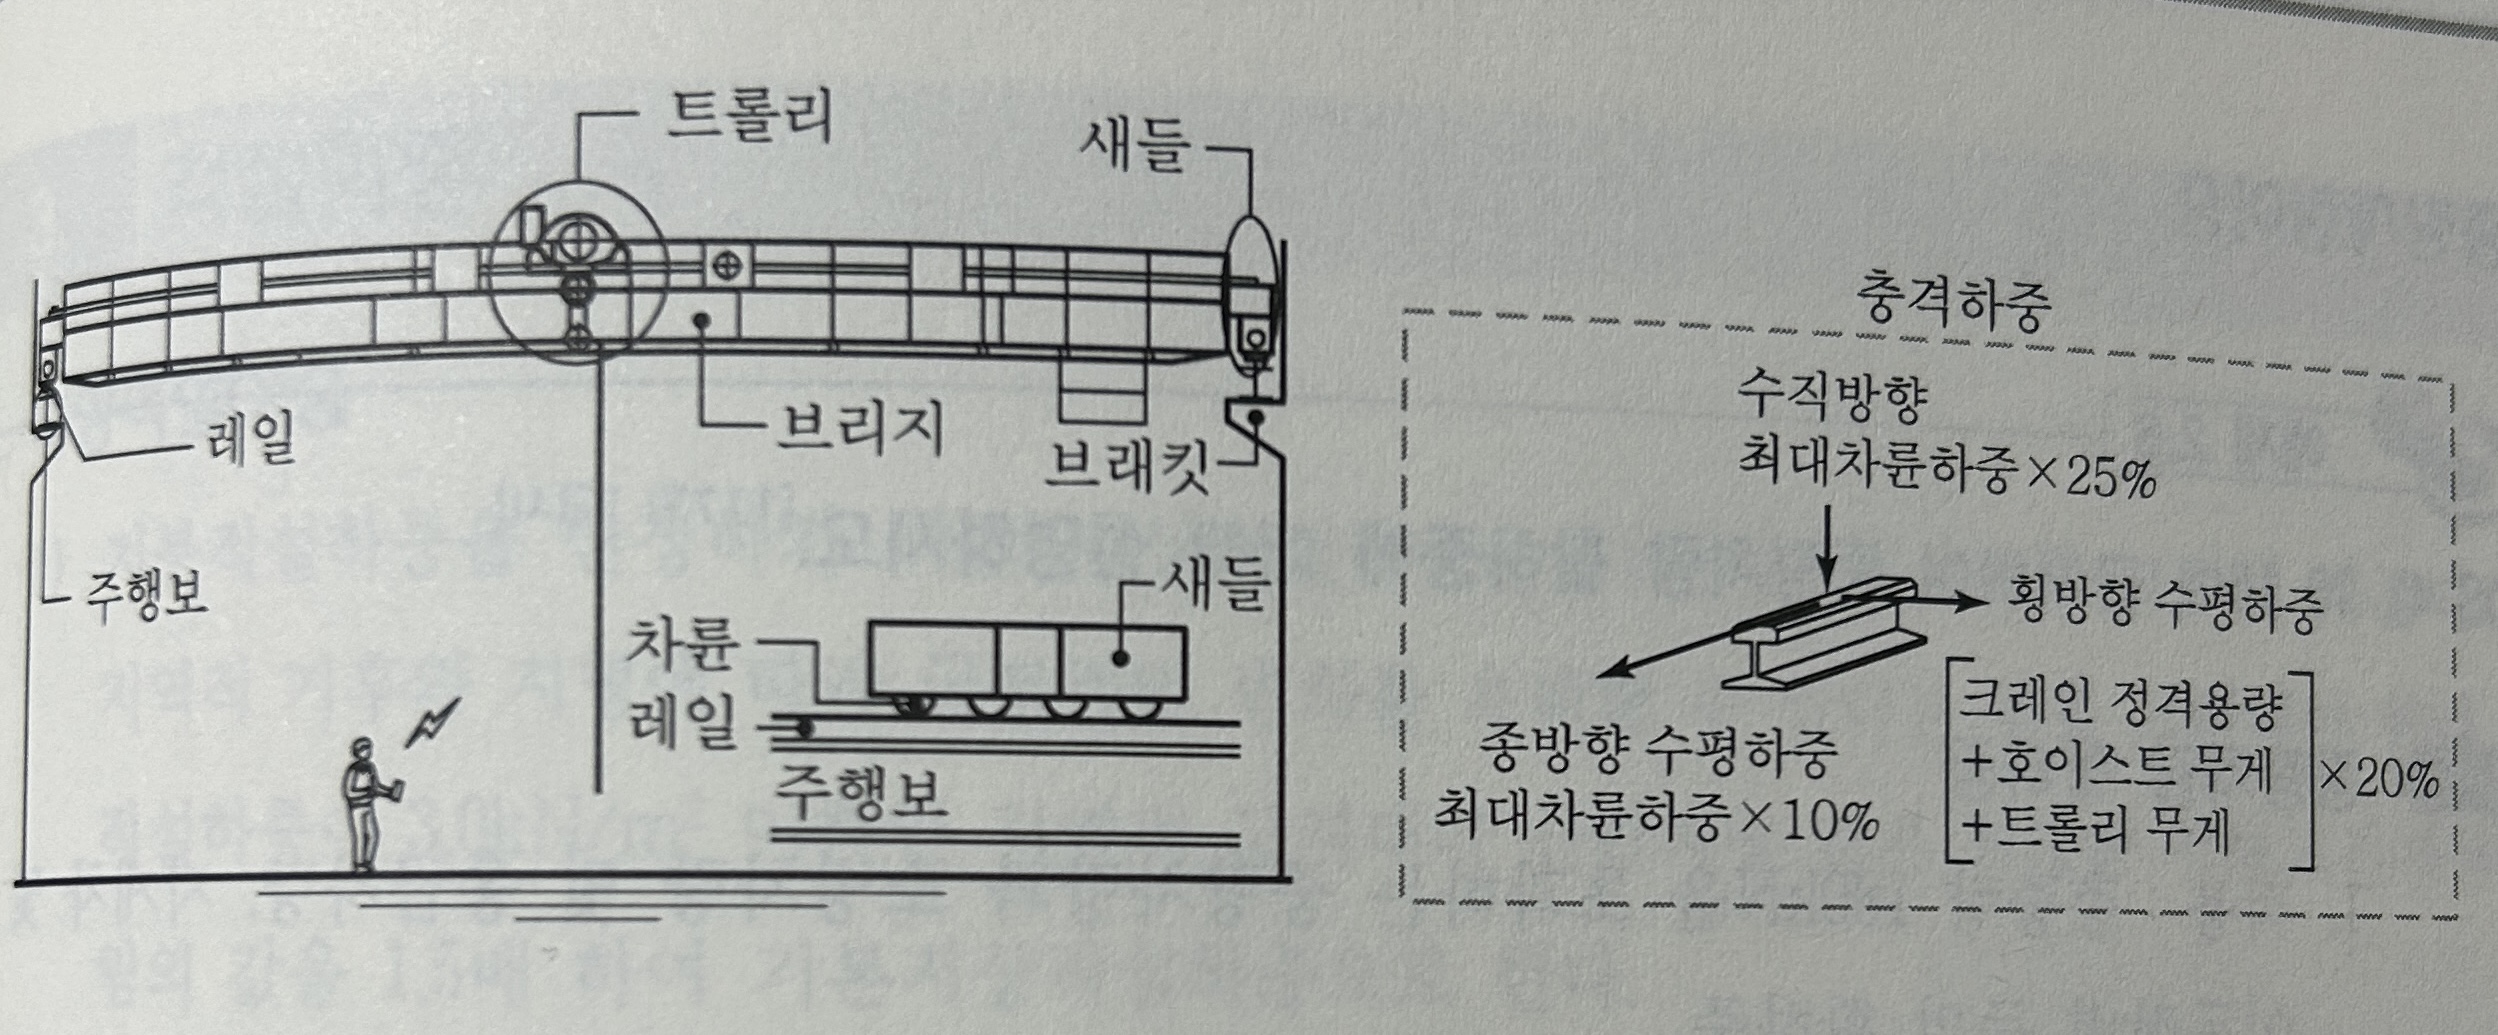 트롤리
새들
레일
브리지
브래킷
주행보
새들
차륜
레일
주행보
충격하중
수직방향
최대차륜하중×25%
횡방향 수평하중
크레인 정격용량
+호이스트 무게
+트롤리 무게
×20%
종방향 수평하중
최대차륜하중×10%